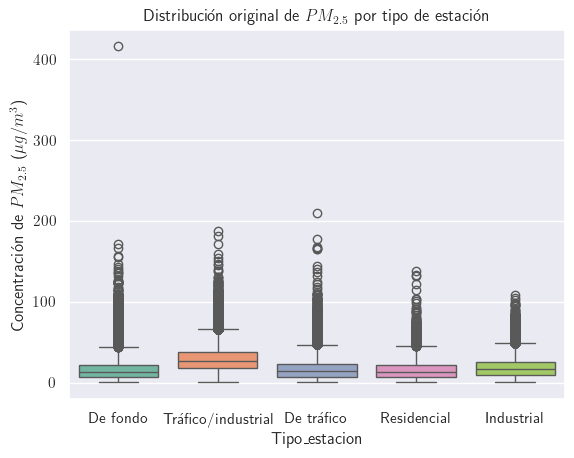 Distribución original de $PM_{2.5}$ por tipo de estación
Concentración de $PM_{2.5}$ ($\mu g/m^3$)
400
300
200
100
0
De fondo Tráfico/industrial De tráfico Residencial Industrial
Tipo_estacion